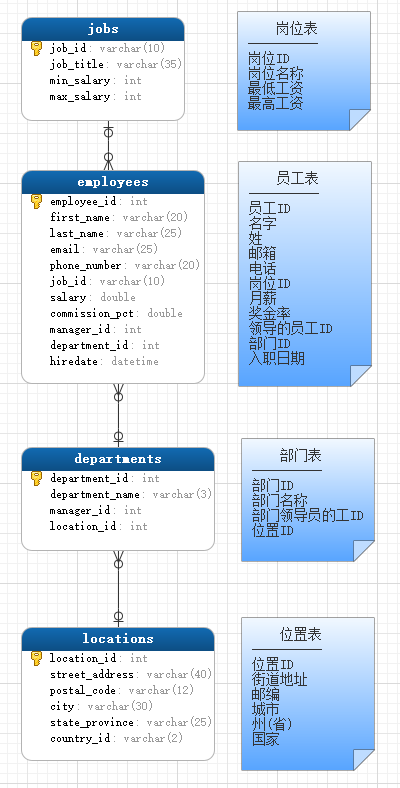 jobs
job_id: varchar(10)
job_title: varchar(35)
min_salary: int
max_salary: int
岗位表
岗位ID
岗位名称
最低工资
最高工资
employees
employee_id: int
first_name: varchar(20)
last_name: varchar(25)
email: varchar(25)
phone_number: varchar(20)
job_id: varchar(10)
salary: double
commission_pct: double
manager_id: int
department_id: int
hiredate: datetime
员工表
员工ID
名字
姓
邮箱
电话
岗位ID
月薪
奖金率
领导的员工ID
部门ID
入职日期
departments
department_id: int
department_name: varchar(3)
manager_id: int
location_id: int
部门表
部门ID
部门名称
部门领导员的工ID
位置ID
locations
location_id: int
street_address: varchar(40)
postal_code: varchar(12)
city: varchar(30)
state_province: varchar(25)
country_id: varchar(2)
位置表
位置ID
街道地址
邮编
城市
州(省)
国家